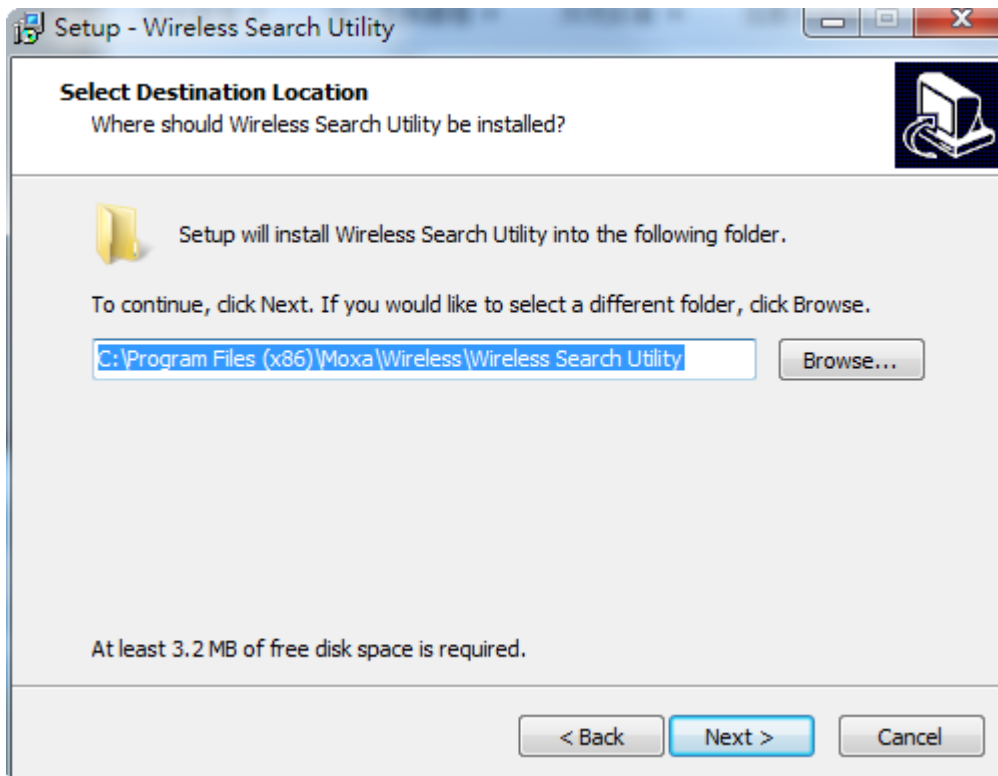 Setup - Wireless Search Utility
Select Destination Location
Where should Wireless Search Utility be installed?
Setup will install Wireless Search Utility into the following folder.
To continue, click Next. If you would like to select a different folder, click Browse.
C:\Program Files (x86)\Moxa\Wireless\Wireless Search Utility
Browse...
At least 3.2 MB of free disk space is required.
< Back
Next >
Cancel